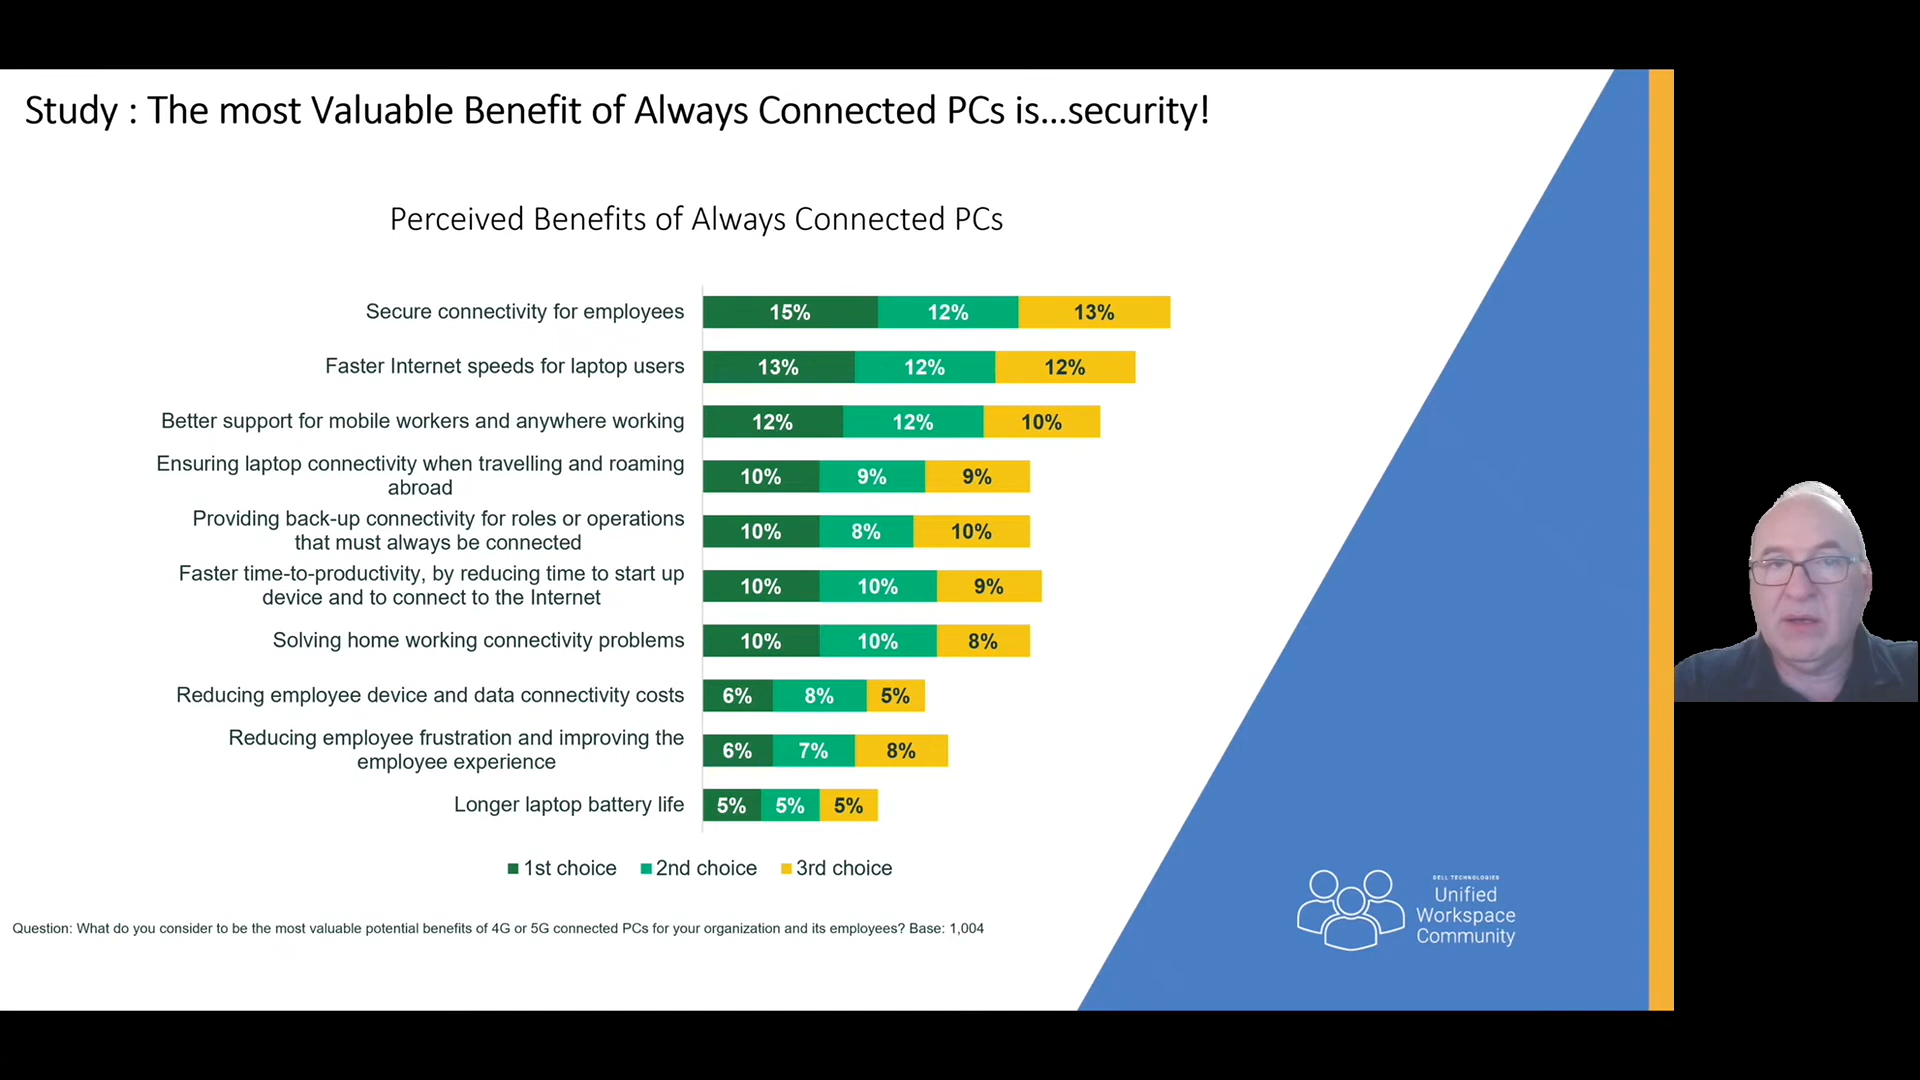 Study : The most Valuable Benefit of Always Connected PCs is...security!
Perceived Benefits of Always Connected PCs
Secure connectivity for employees
15%
12%
13%
Faster Internet speeds for laptop users
13%
12%
12%
Better support for mobile workers and anywhere working
12%
12%
10%
Ensuring laptop connectivity when travelling and roaming
abroad
10%
9%
9%
Providing back-up connectivity for roles or operations
that must always be connected
10%
8%
10%
Faster time-to-productivity, by reducing time to start up
device and to connect to the Internet
10%
10%
9%
Solving home working connectivity problems
10%
10%
8%
Reducing employee device and data connectivity costs
6%
8%
5%
Reducing employee frustration and improving the
employee experience
6%
7%
8%
Longer laptop battery life
5%
5%
5%
1st choice
2nd choice
3rd choice
Question: What do you consider to be the most valuable potential benefits of 4G or 5G connected PCs for your organization and its employees? Base: 1,004
DELL TECHNOLOGIES
Unified
Workspace
Community